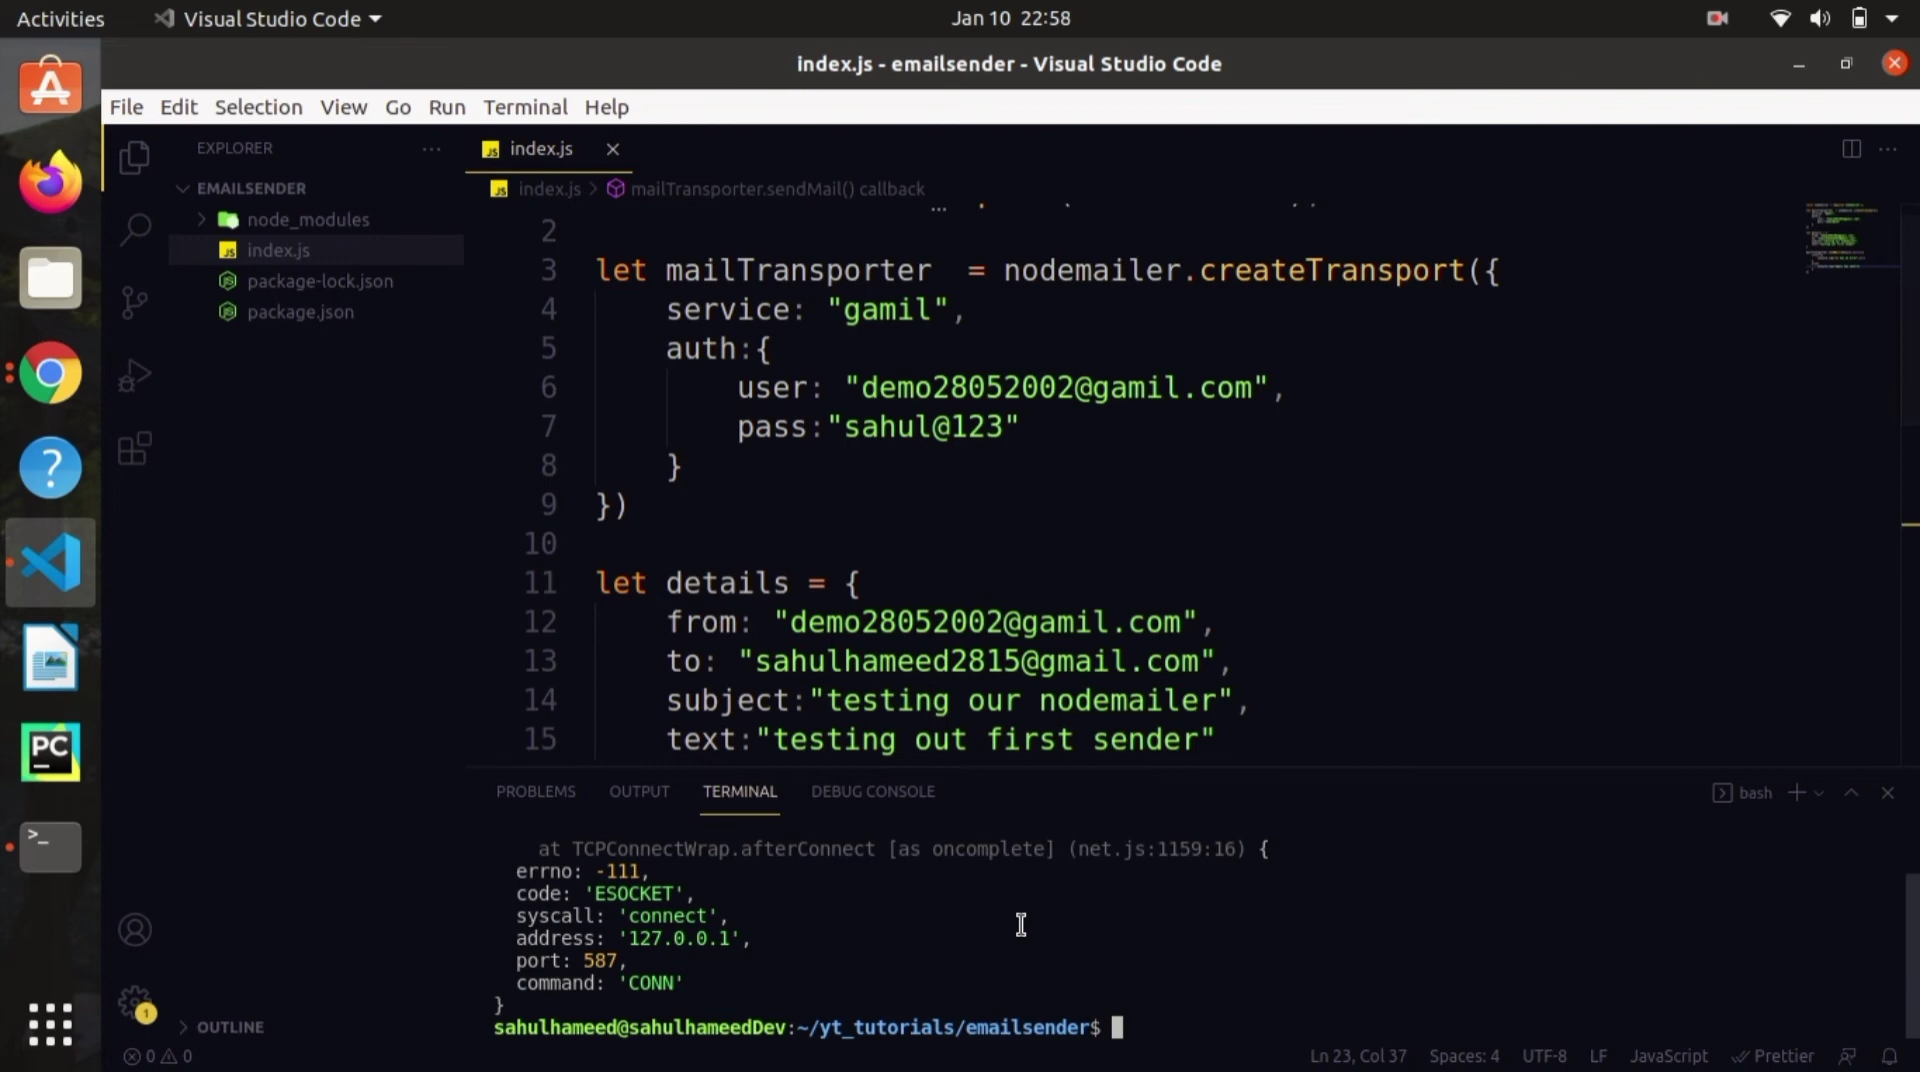 Activities
Visual Studio Code
Jan 10 22:58
index.js - emailsender - Visual Studio Code
File Edit Selection View Go Run Terminal Help
EXPLORER
EMAILSENDER
node_modules
index.js
package-lock.json
package.json
OUTLINE
index.js
index.js > mailTransporter.sendMail() callback
2
3 let mailTransporter = nodemailer.createTransport({
4 service: "gamil",
5 auth:{
6 user: "demo28052002@gamil.com",
7 pass:"sahul@123"
8 }
9 })
10
11 let details = {
12 from: "demo28052002@gamil.com",
13 to: "sahulhameed2815@gmail.com",
14 subject:"testing our nodemailer",
15 text:"testing out first sender"
PROBLEMS OUTPUT TERMINAL DEBUG CONSOLE
bash
at TCPConnectWrap.afterConnect [as oncomplete] (net.js:1159:16) {
errno: -111,
code: 'ESOCKET',
syscall: 'connect',
address: '127.0.0.1',
port: 587,
command: 'CONN'
}
sahulhameed@sahulhameedDev:~/yt_tutorials/emailsender$
1
0 0
Ln 23, Col 37 Spaces: 4 UTF-8 LF JavaScript Prettier
PC